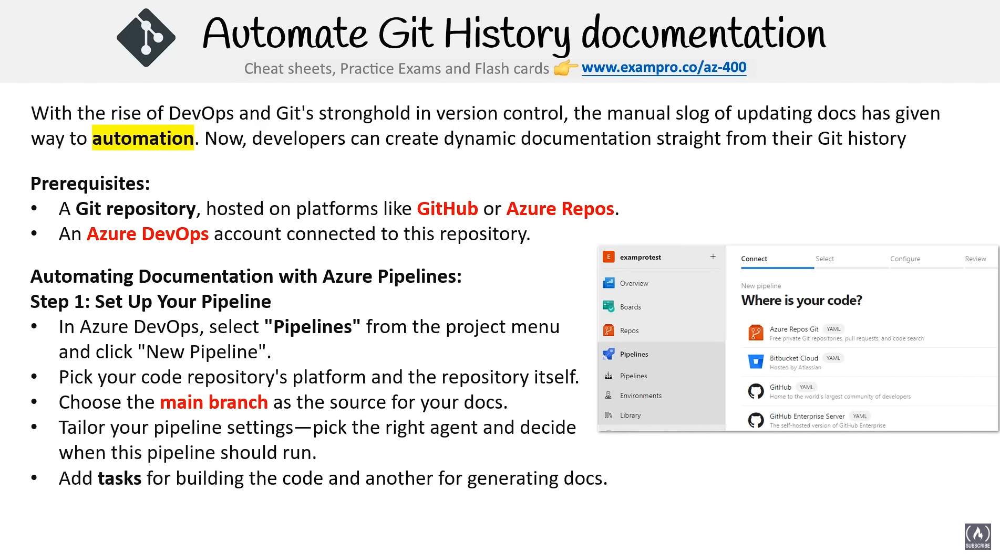 Automate Git History documentation
Cheat sheets, Practice Exams and Flash cards 👉 www.exampro.co/az-400
With the rise of DevOps and Git's stronghold in version control, the manual slog of updating docs has given
way to automation. Now, developers can create dynamic documentation straight from their Git history
Prerequisites:
• A Git repository, hosted on platforms like GitHub or Azure Repos.
• An Azure DevOps account connected to this repository.
Automating Documentation with Azure Pipelines:
Step 1: Set Up Your Pipeline
• In Azure DevOps, select "Pipelines" from the project menu
and click "New Pipeline".
• Pick your code repository's platform and the repository itself.
• Choose the main branch as the source for your docs.
• Tailor your pipeline settings—pick the right agent and decide
when this pipeline should run.
• Add tasks for building the code and another for generating docs.
E examprotest +
Overview
Boards
Repos
Pipelines
Pipelines
Environments
Library
Connect Select Configure Review
New pipeline
Where is your code?
Azure Repos Git YAML
Free private Git repositories, pull requests, and code search
Bitbucket Cloud YAML
Hosted by Atlassian
GitHub YAML
Home to the world's largest community of developers
GitHub Enterprise Server YAML
The self-hosted version of GitHub Enterprise
SUBSCRIBE